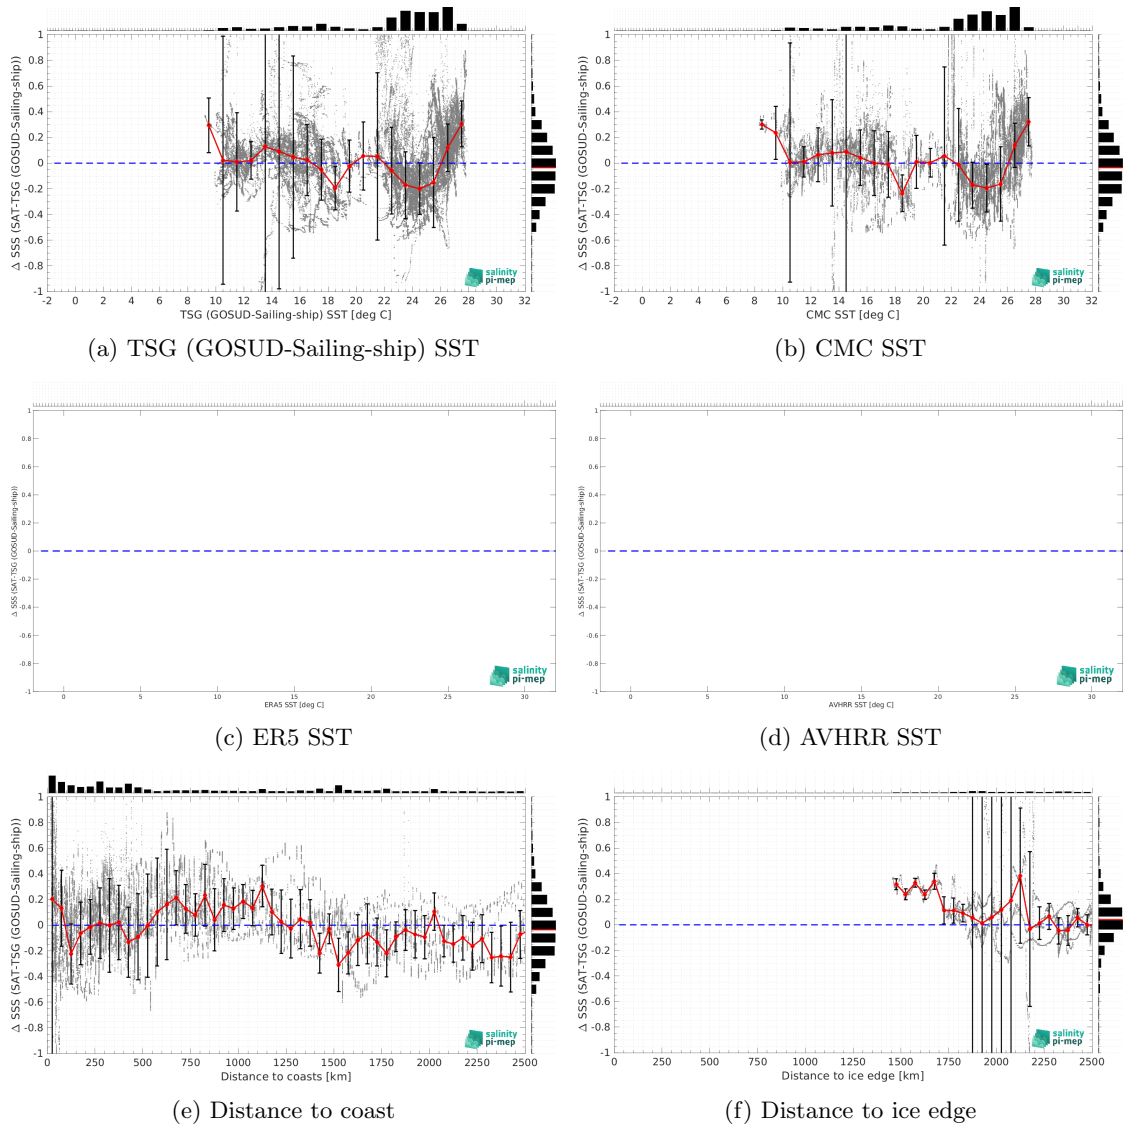 Δ SSS (SAT-TSG (GOSUD-Sailing-ship))
1
0.8
0.6
0.4
0.2
0
-0.2
-0.4
-0.6
-0.8
-1
salinity
pi-mep
-2 0 2 4 6 8 10 12 14 16 18 20 22 24 26 28 30 32
TSG (GOSUD-Sailing-ship) SST [deg C]
(a) TSG (GOSUD-Sailing-ship) SST
Δ SSS (SAT-TSG (GOSUD-Sailing-ship))
1
0.8
0.6
0.4
0.2
0
-0.2
-0.4
-0.6
-0.8
-1
salinity
pi-mep
-2 0 2 4 6 8 10 12 14 16 18 20 22 24 26 28 30 32
CMC SST [deg C]
(b) CMC SST
Δ SSS (SAT-TSG (GOSUD-Sailing-ship))
1
0.8
0.6
0.4
0.2
0
-0.2
-0.4
-0.6
-0.8
-1
salinity
pi-mep
0 5 10 15 20 25 30
ERA5 SST [deg C]
(c) ER5 SST
Δ SSS (SAT-TSG (GOSUD-Sailing-ship))
1
0.8
0.6
0.4
0.2
0
-0.2
-0.4
-0.6
-0.8
-1
salinity
pi-mep
0 5 10 15 20 25 30
AVHRR SST [deg C]
(d) AVHRR SST
Δ SSS (SAT-TSG (GOSUD-Sailing-ship))
1
0.8
0.6
0.4
0.2
0
-0.2
-0.4
-0.6
-0.8
-1
salinity
pi-mep
0 250 500 750 1000 1250 1500 1750 2000 2250 2500
Distance to coasts [km]
(e) Distance to coast
Δ SSS (SAT-TSG (GOSUD-Sailing-ship))
1
0.8
0.6
0.4
0.2
0
-0.2
-0.4
-0.6
-0.8
-1
salinity
pi-mep
0 250 500 750 1000 1250 1500 1750 2000 2250 2500
Distance to ice edge [km]
(f) Distance to ice edge